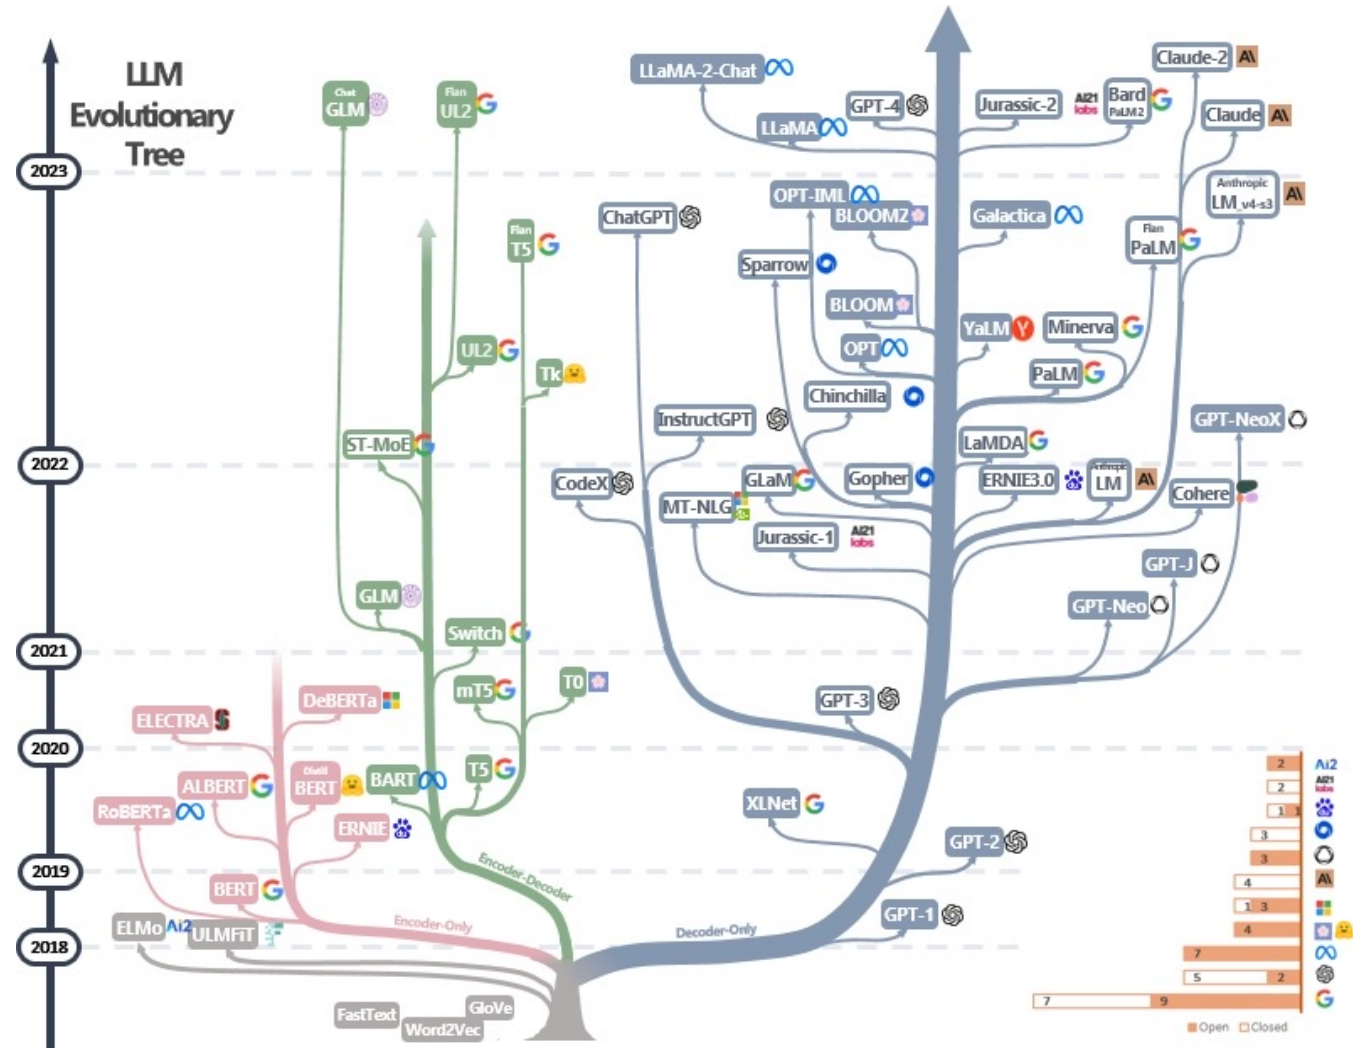 LLM
Evolutionary
Tree
2023
2022
2021
2020
2019
2018
Chat
GLM
Flan
UL2
Flan
T5
UL2
Tk
ST-MoE
GLM
Switch
mT5
T0
DeBERTa
ELECTRA
T5
BART
ALBERT
Distill
BERT
RoBERTa
ERNIE
BERT
ELMo
Ai2
ULMFiT
FastText
Word2Vec
GloVe
Encoder-Only
Encoder-Decoder
Decoder-Only
LLaMA-2-Chat
LLaMA
GPT-4
Jurassic-2
AI21
labs
Bard
PaLM2
Claude-2
A\
Claude
A\
Anthropic
LM_v4-s3
A\
ChatGPT
OPT-IML
BLOOM2
Galactica
Flan
PaLM
Sparrow
BLOOM
YaLM
Minerva
OPT
PaLM
Chinchilla
InstructGPT
LaMDA
GPT-NeoX
CodeX
GLaM
Gopher
ERNIE3.0
Anthropic
LM
A\
Cohere
MT-NLG
Jurassic-1
AI21
labs
GPT-J
GPT-Neo
GPT-3
XLNet
GPT-2
GPT-1
2
Ai2
2
AI21
labs
1 1
3
3
4
A\
1 3
4
7
5 2
7 9
Open
Closed